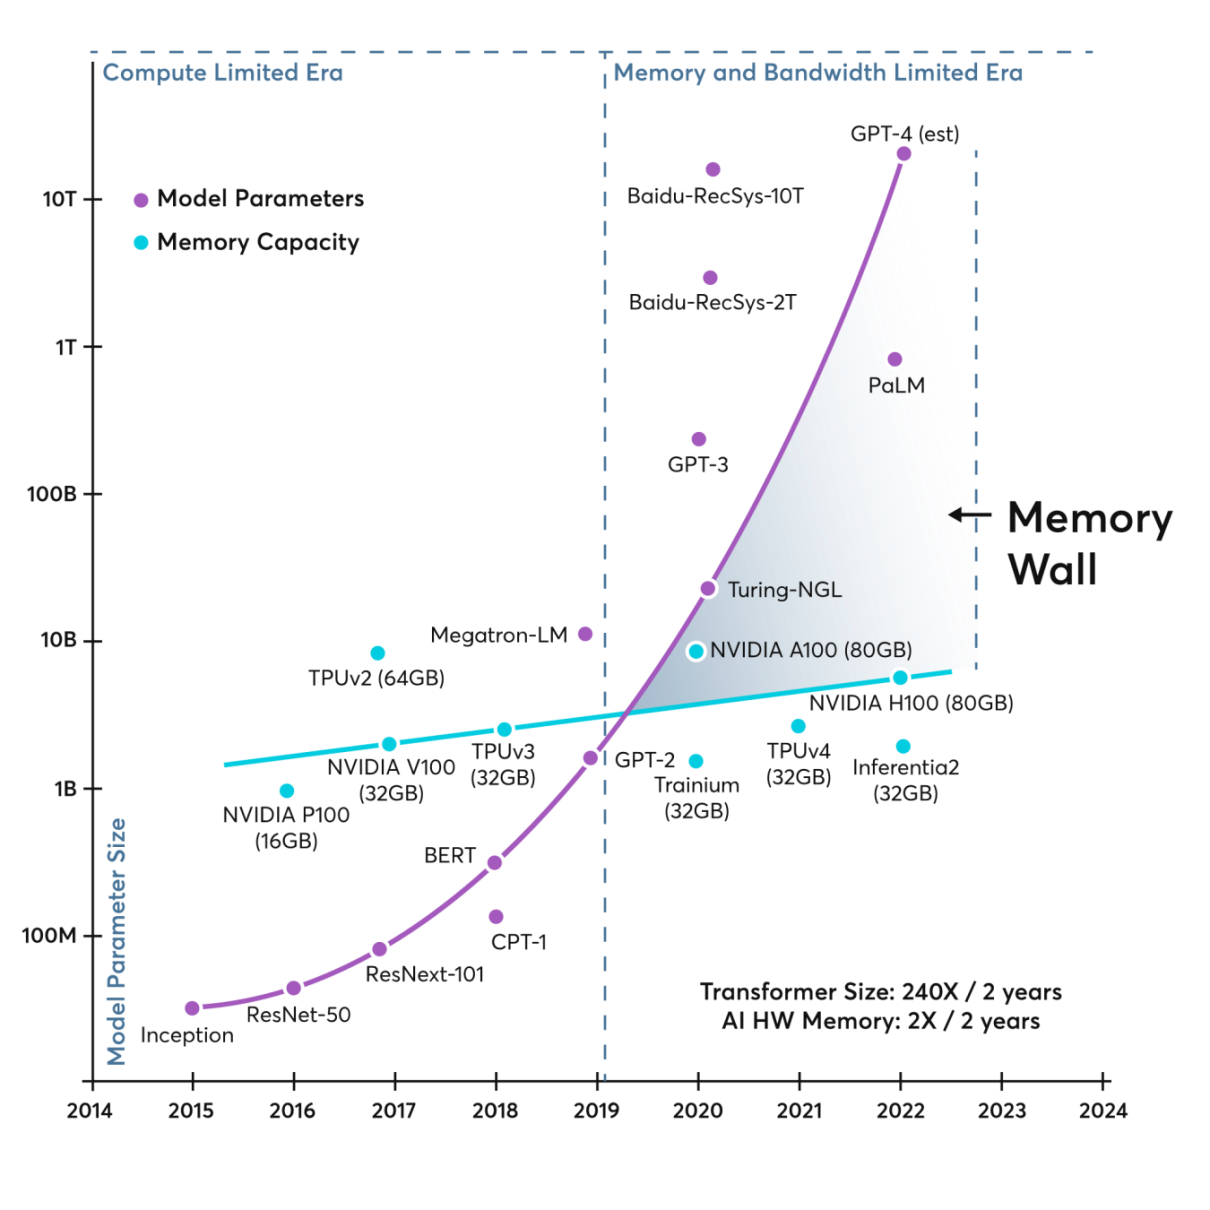 Compute Limited Era
Memory and Bandwidth Limited Era
GPT-4 (est)
Baidu-RecSys-10T
10T
Model Parameters
Memory Capacity
Baidu-RecSys-2T
1T
PaLM
GPT-3
100B
Memory
Wall
Turing-NGL
10B
Megatron-LM
NVIDIA A100 (80GB)
TPUv2 (64GB)
NVIDIA H100 (80GB)
TPUv3
(32GB)
TPUv4
(32GB)
NVIDIA V100
(32GB)
GPT-2
Inferentia2
(32GB)
Trainium
(32GB)
1B
NVIDIA P100
(16GB)
BERT
100M
CPT-1
ResNext-101
ResNet-50
Inception
Model Parameter Size
Transformer Size: 240X / 2 years
AI HW Memory: 2X / 2 years
2014 2015 2016 2017 2018 2019 2020 2021 2022 2023 2024